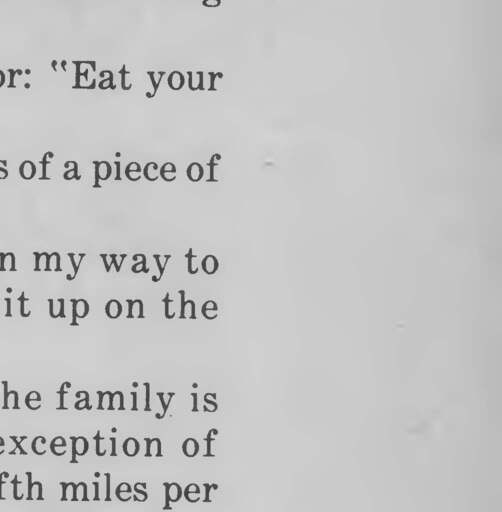 g
or: "Eat your
s of a piece of
n my way to
it up on the
he family is
exception of
fth miles per